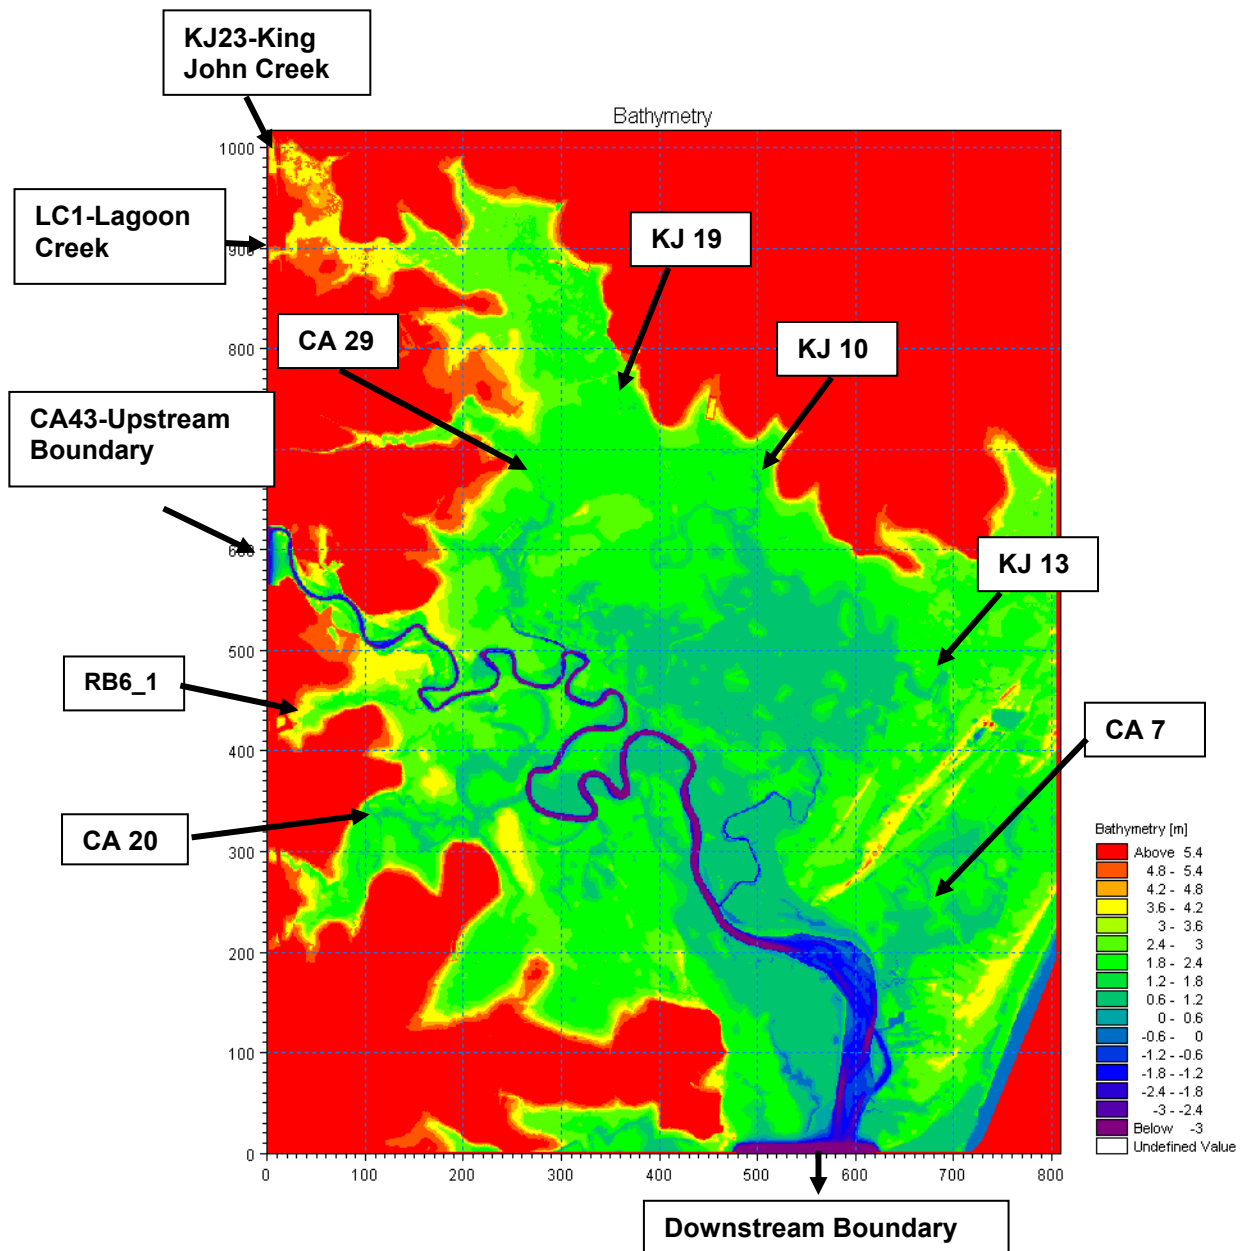 KJ23-King
John Creek
Bathymetry
LC1-Lagoon
Creek
KJ 19
CA 29
KJ 10
CA43-Upstream
Boundary
KJ 13
RB6_1
CA 7
CA 20
1000
900
800
600
500
400
300
200
100
0
0 100 200 300 400 500 600 700 800
Bathymetry [m]
Above 5.4
4.8 - 5.4
4.2 - 4.8
3.6 - 4.2
3 - 3.6
2.4 - 3
1.8 - 2.4
1.2 - 1.8
0.6 - 1.2
0 - 0.6
-0.6 - 0
-1.2 - -0.6
-1.8 - -1.2
-2.4 - -1.8
-3 - -2.4
Below -3
Undefined Value
Downstream Boundary